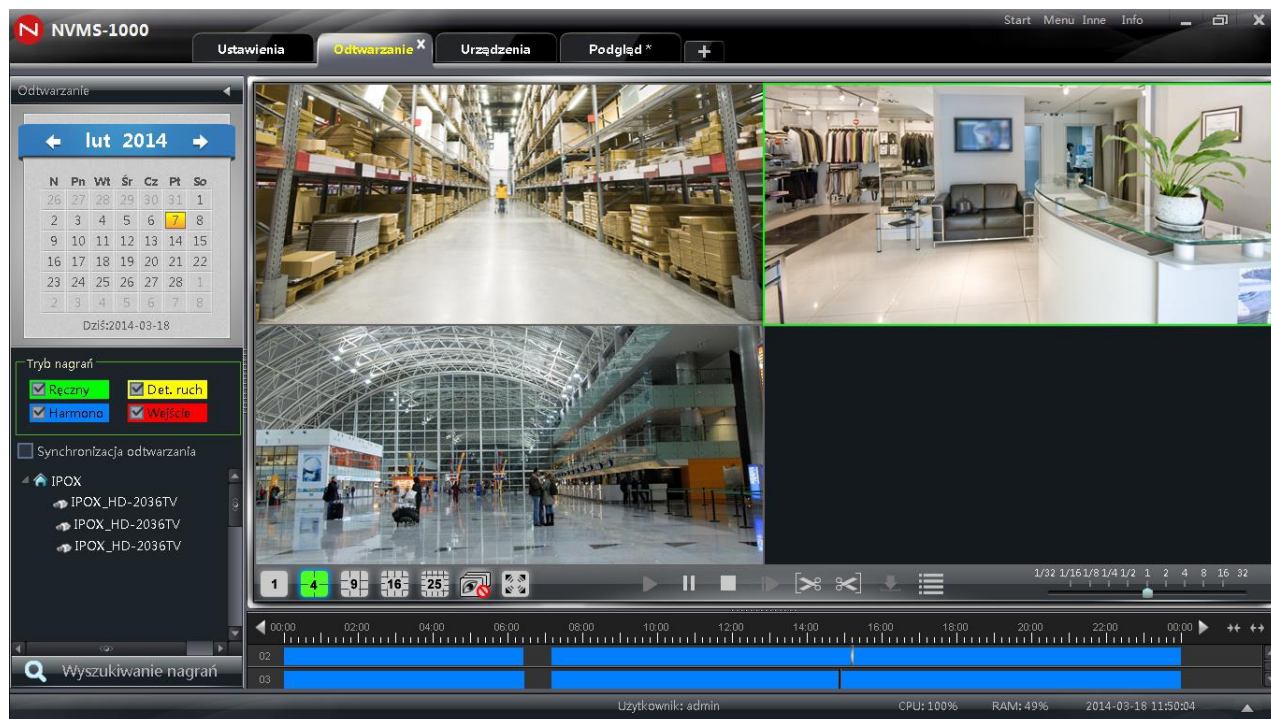 NVMS-1000
Start Menu Inne Info
Ustawienia Odtwarzanie x Urządzenia Podgląd * +
Odtwarzanie
lut 2014
N Pn Wt Śr Cz Pt So
26 27 28 29 30 31 1
2 3 4 5 6 7 8
9 10 11 12 13 14 15
16 17 18 19 20 21 22
23 24 25 26 27 28 1
2 3 4 5 6 7 8
Dziś:2014-03-18
Tryb nagrań
Ręczny Det. ruch
Harmono Wejście
Synchronizacja odtwarzania
IPOX
IPOX_HD-2036TV
IPOX_HD-2036TV
IPOX_HD-2036TV
Wyszukiwanie nagrań
1 4 9 16 25
1/32 1/16 1/8 1/4 1/2 1 2 4 8 16 32
00:00 02:00 04:00 06:00 08:00 10:00 12:00 14:00 16:00 18:00 20:00 22:00 00:00
02
03
Użytkownik: admin CPU: 100% RAM: 49% 2014-03-18 11:50:04